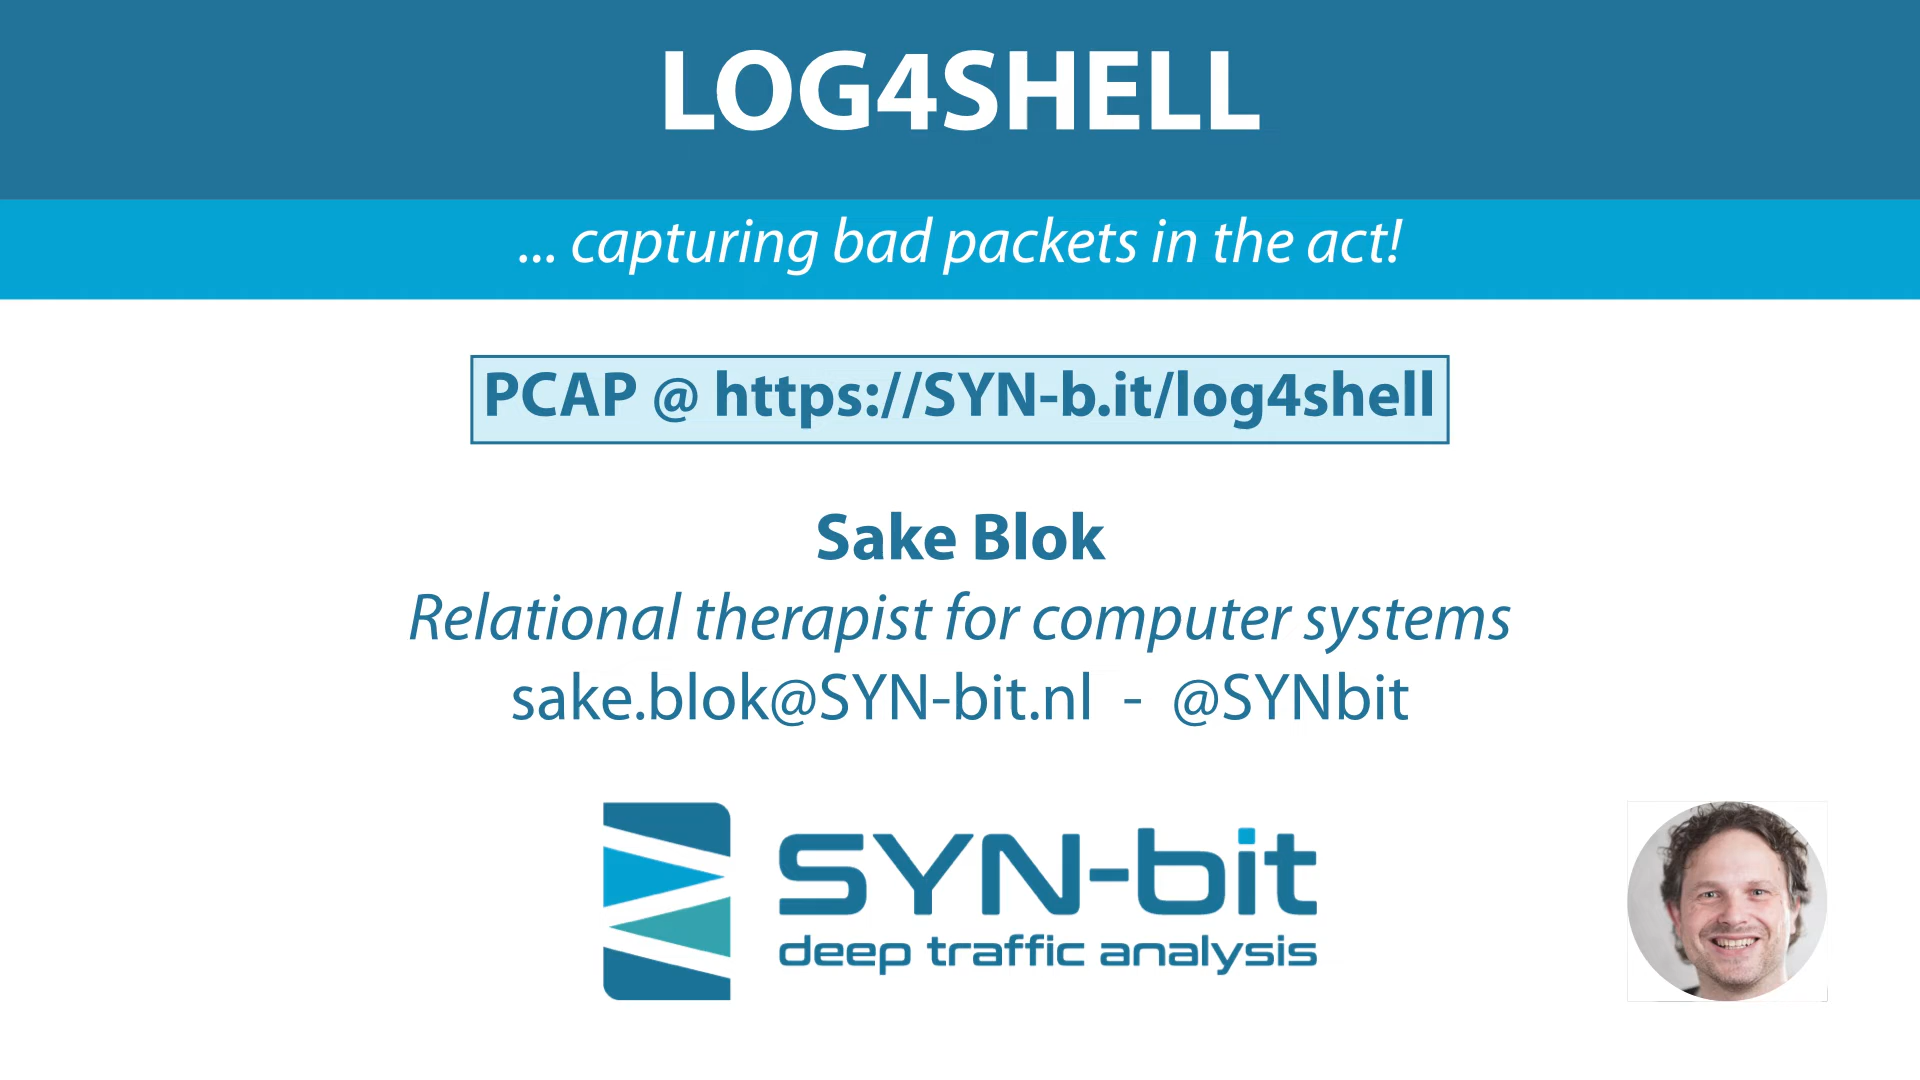 LOG4SHELL
... capturing bad packets in the act!
PCAP @ https://SYN-b.it/log4shell
Sake Blok
Relational therapist for computer systems
sake.blok@SYN-bit.nl - @SYNbit
SYN-bit
deep traffic analysis